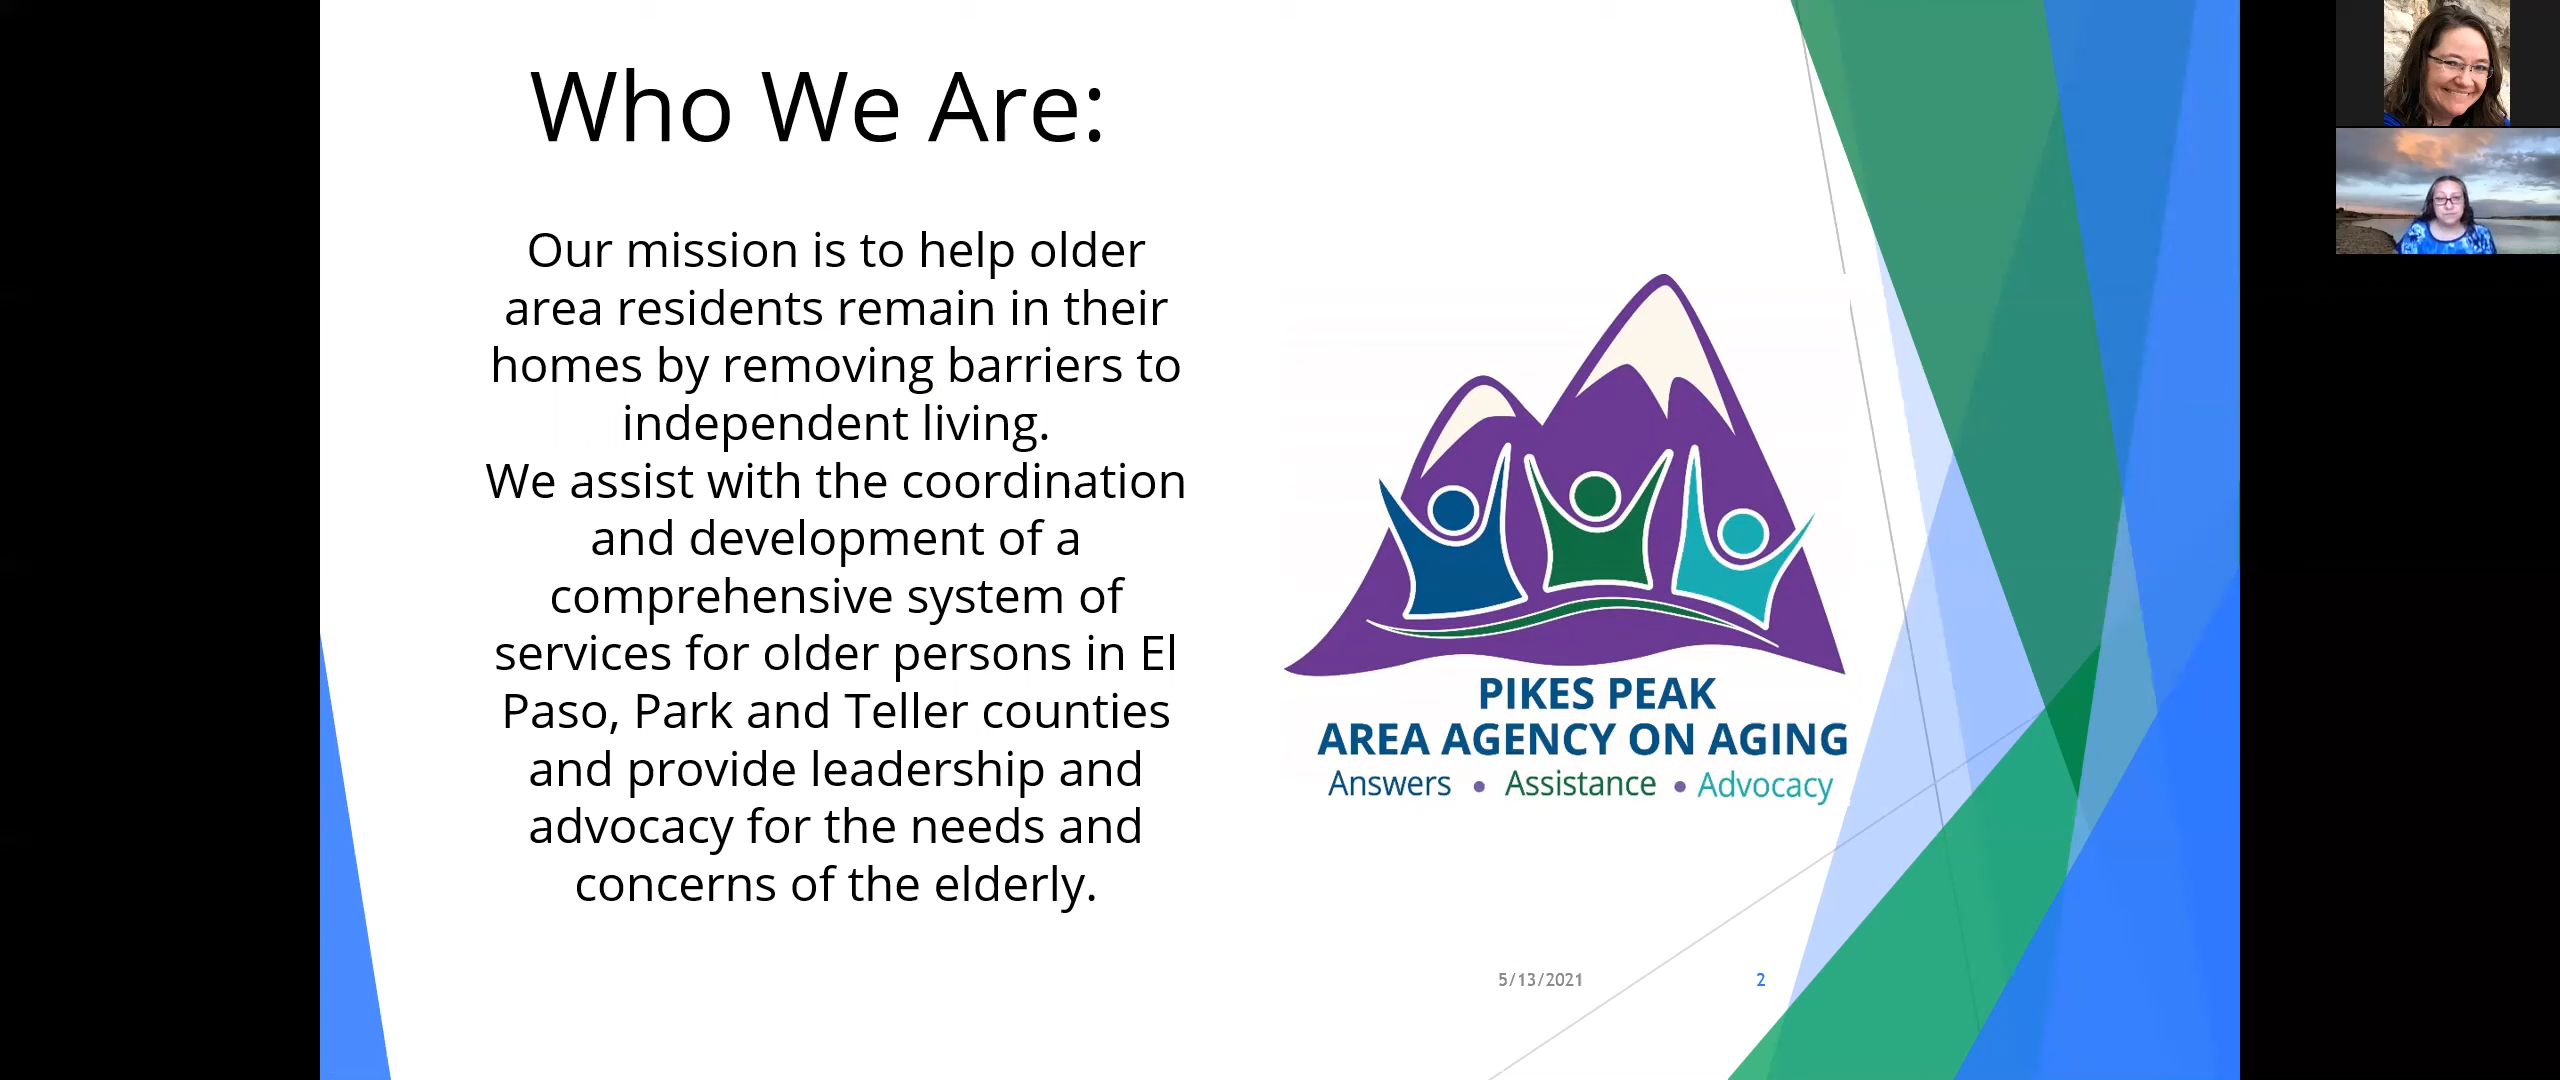 Who We Are:
Our mission is to help older
area residents remain in their
homes by removing barriers to
independent living.
We assist with the coordination
and development of a
comprehensive system of
services for older persons in El
Paso, Park and Teller counties
and provide leadership and
advocacy for the needs and
concerns of the elderly.
PIKES PEAK
AREA AGENCY ON AGING
Answers • Assistance • Advocacy
5/13/2021
2